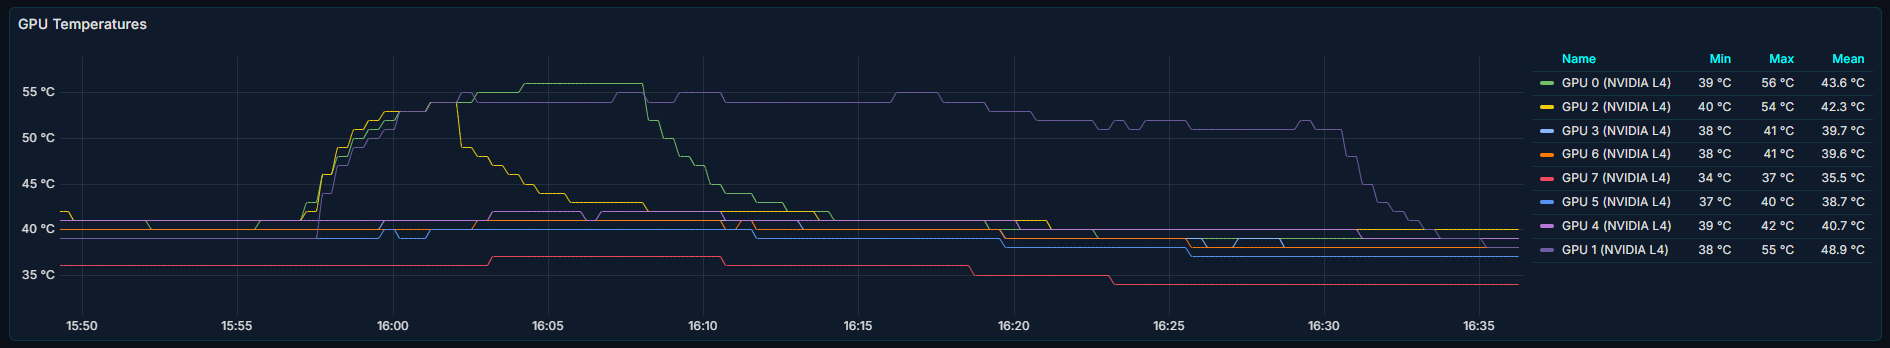 GPU Temperatures
Name Min Max Mean
55 °C
GPU 0 (NVIDIA L4) 39 °C 56 °C 43.6 °C
GPU 2 (NVIDIA L4) 40 °C 54 °C 42.3 °C
50 °C
GPU 3 (NVIDIA L4) 38 °C 41 °C 39.7 °C
GPU 6 (NVIDIA L4) 38 °C 41 °C 39.6 °C
45 °C
GPU 7 (NVIDIA L4) 34 °C 37 °C 35.5 °C
GPU 5 (NVIDIA L4) 37 °C 40 °C 38.7 °C
40 °C
GPU 4 (NVIDIA L4) 39 °C 42 °C 40.7 °C
GPU 1 (NVIDIA L4) 38 °C 55 °C 48.9 °C
35 °C
15:50 15:55 16:00 16:05 16:10 16:15 16:20 16:25 16:30 16:35